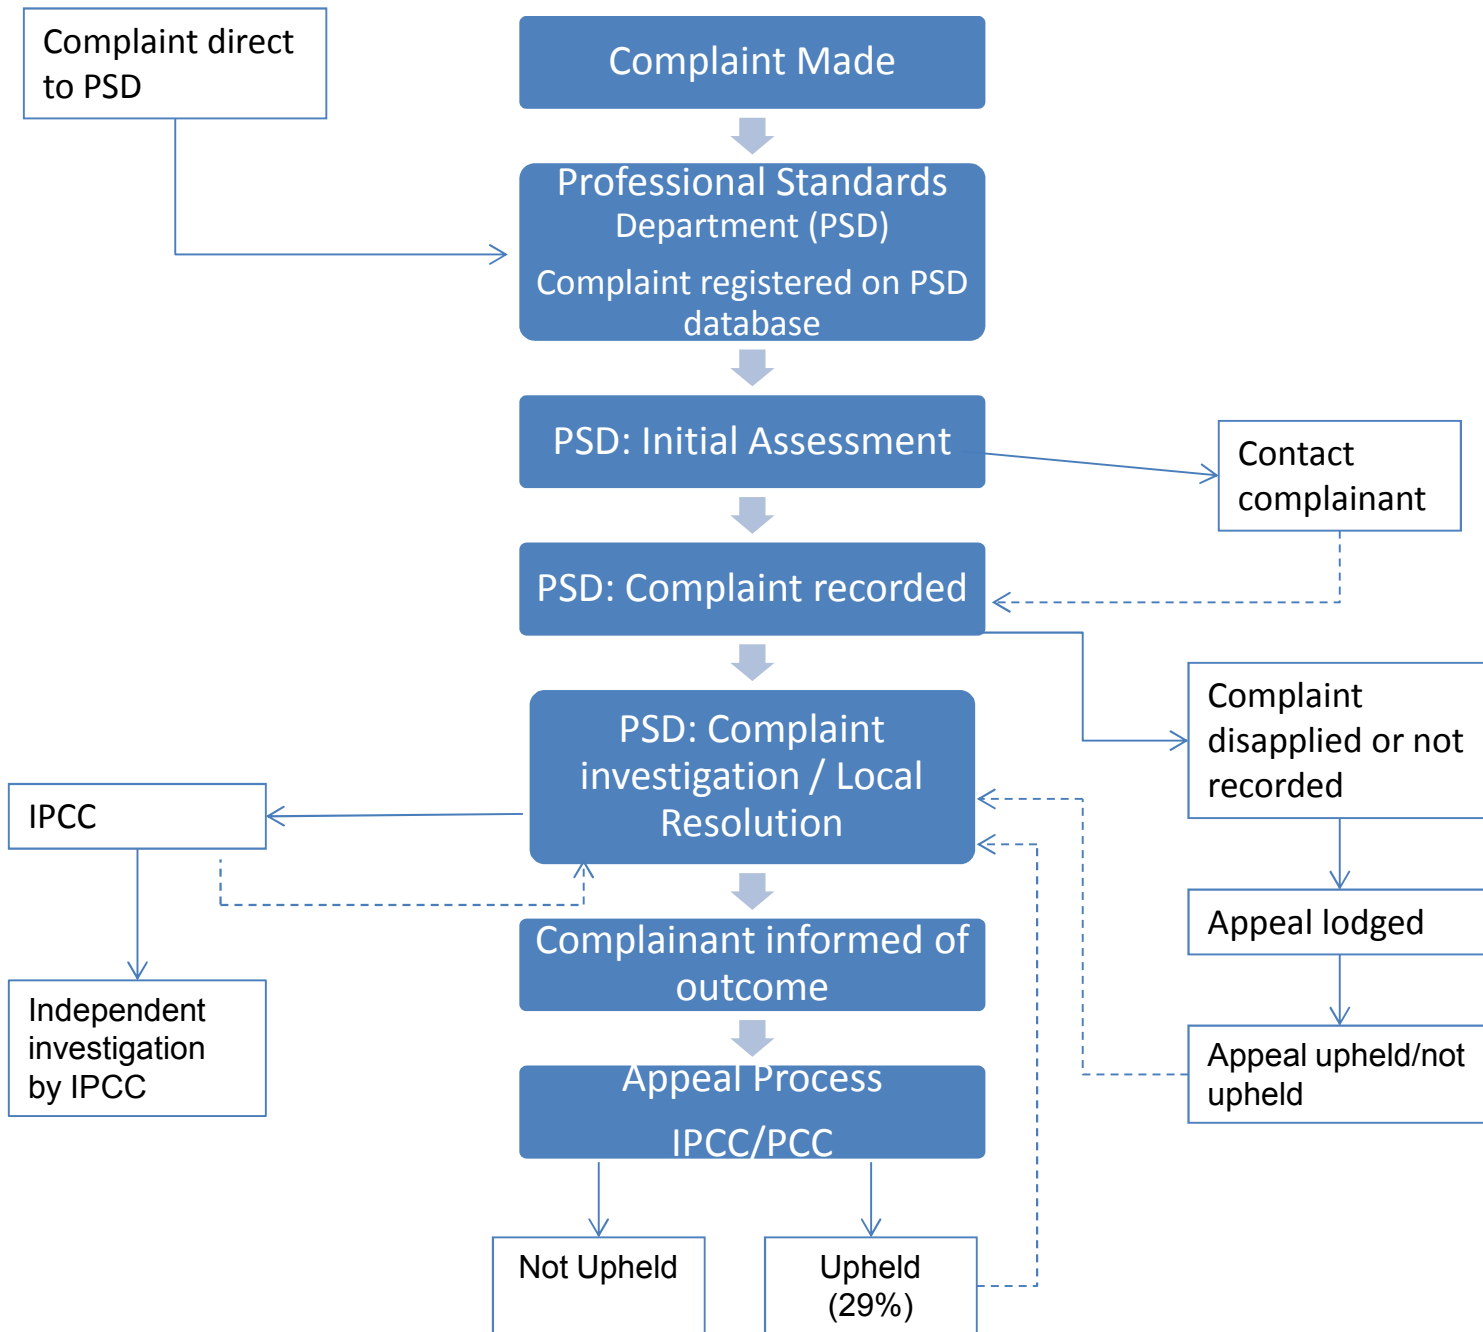 Complaint direct
to PSD
Complaint Made
Professional Standards
Department (PSD)
Complaint registered on PSD
database
PSD: Initial Assessment
Contact
complainant
PSD: Complaint recorded
Complaint
disapplied or not
recorded
PSD: Complaint
investigation / Local
Resolution
IPCC
Appeal lodged
Complainant informed of
outcome
Independent
investigation
by IPCC
Appeal upheld/not
upheld
Appeal Process
IPCC/PCC
Not Upheld
Upheld
(29%)